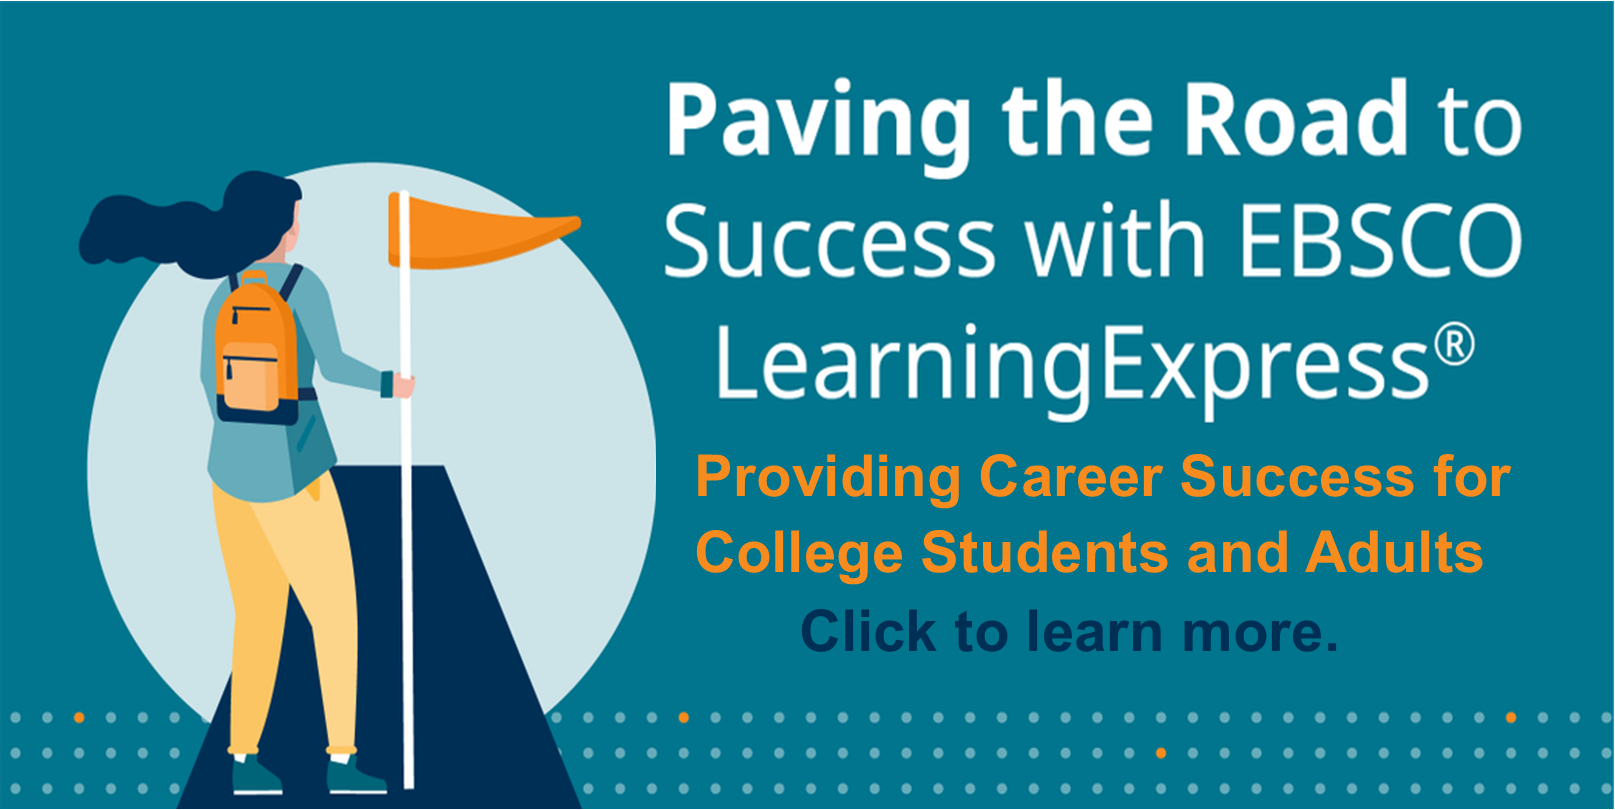 Paving the Road to
Success with EBSCO
LearningExpress®
Providing Career Success for
College Students and Adults
Click to learn more.